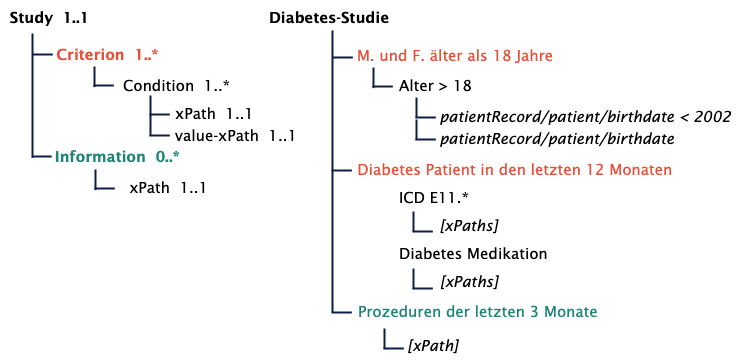 Study 1..1
Criterion 1..*
Condition 1..*
xPath 1..1
value-xPath 1..1
Information 0..*
xPath 1..1
Diabetes-Studie
M. und F. älter als 18 Jahre
Alter > 18
patientRecord/patient/birthdate < 2002
patientRecord/patient/birthdate
Diabetes Patient in den letzten 12 Monaten
ICD E11.*
[xPaths]
Diabetes Medikation
[xPaths]
Prozeduren der letzten 3 Monate
[xPath]